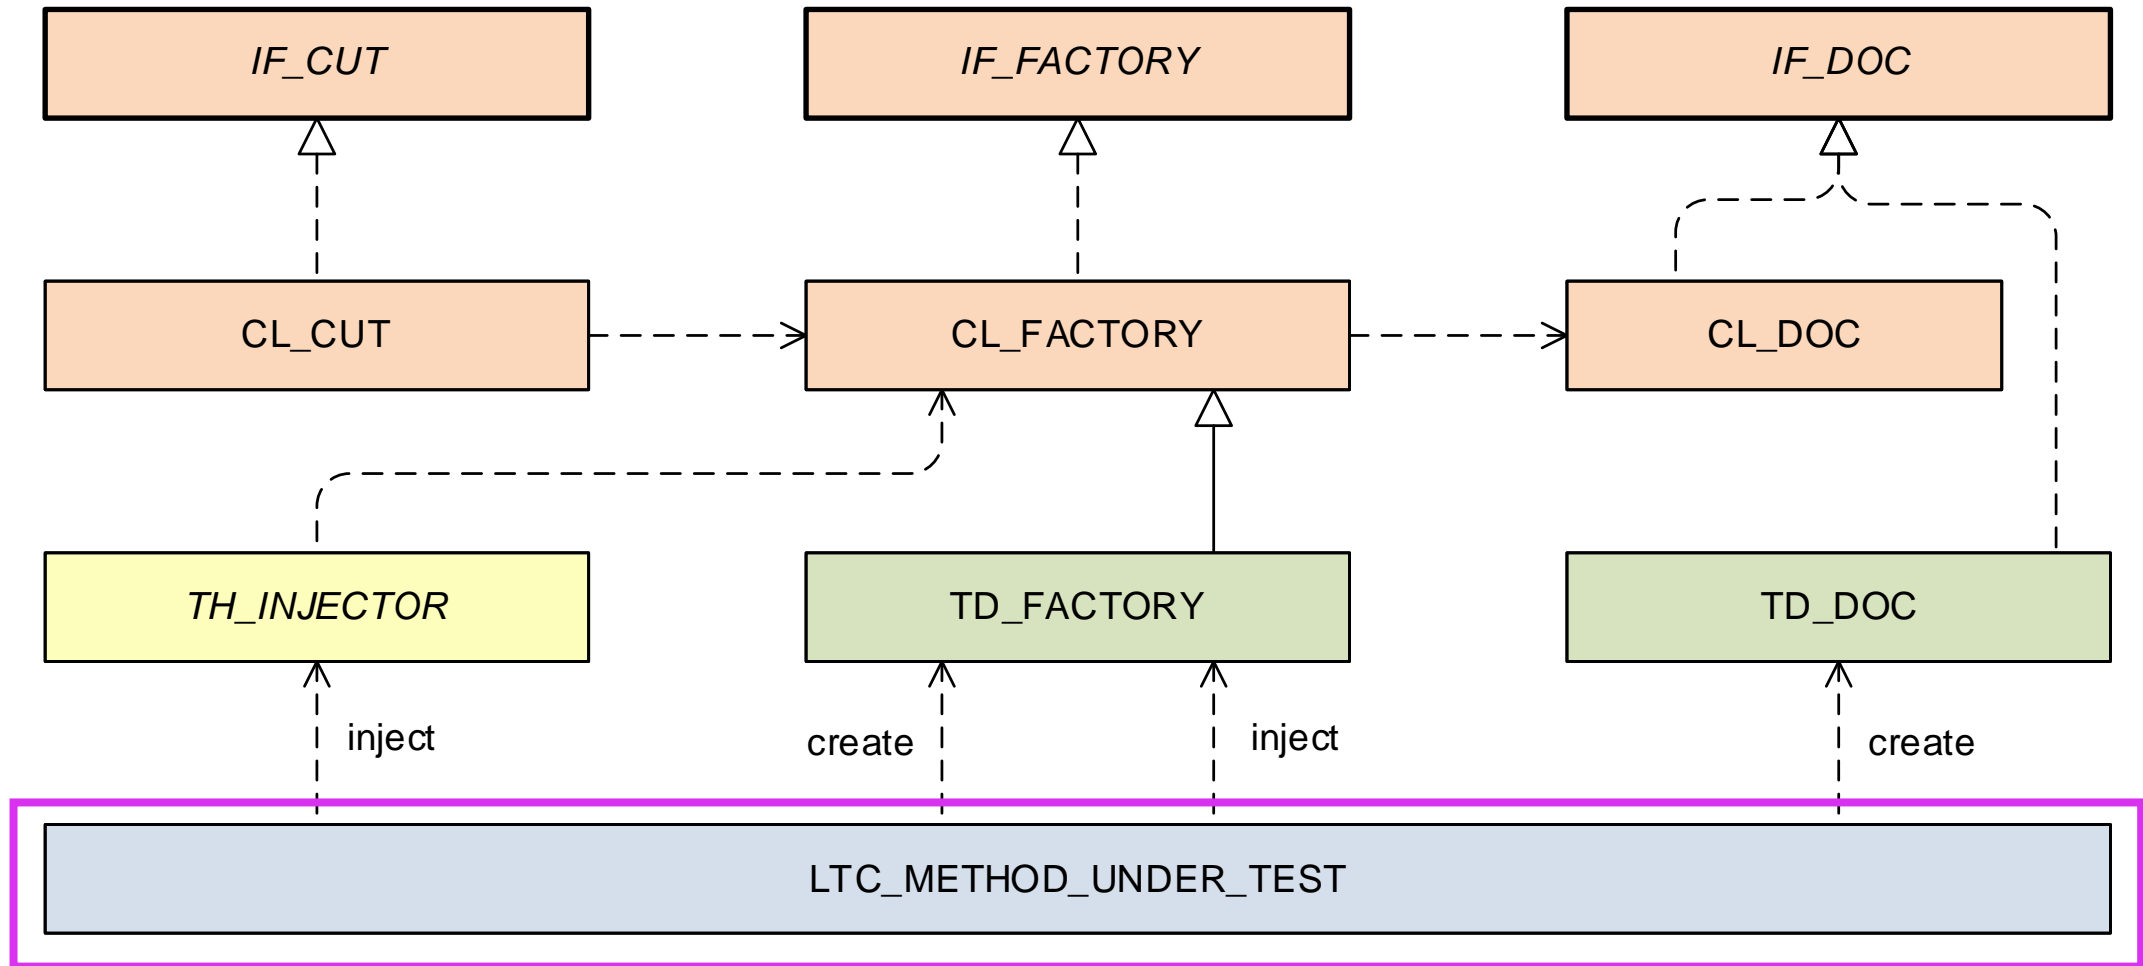 IF_CUT
IF_FACTORY
IF_DOC
CL_CUT
CL_FACTORY
CL_DOC
TH_INJECTOR
TD_FACTORY
TD_DOC
inject
create
inject
create
LTC_METHOD_UNDER_TEST